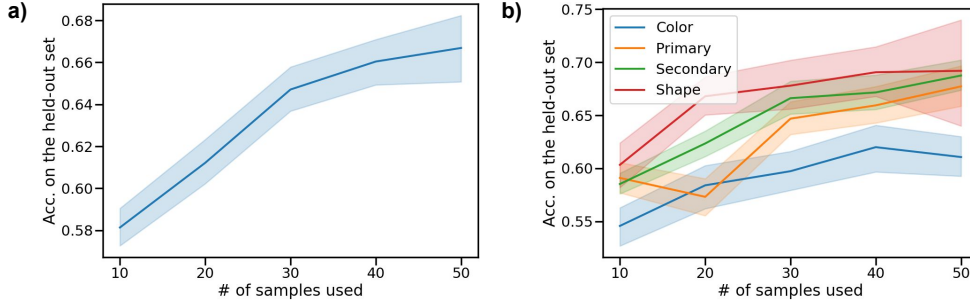 a)
Acc. on the held-out set
0.68
0.66
0.64
0.62
0.60
0.58
10 20 30 40 50
# of samples used
b)
Acc. on the held-out set
0.75
0.70
0.65
0.60
0.55
Color
Primary
Secondary
Shape
10 20 30 40 50
# of samples used